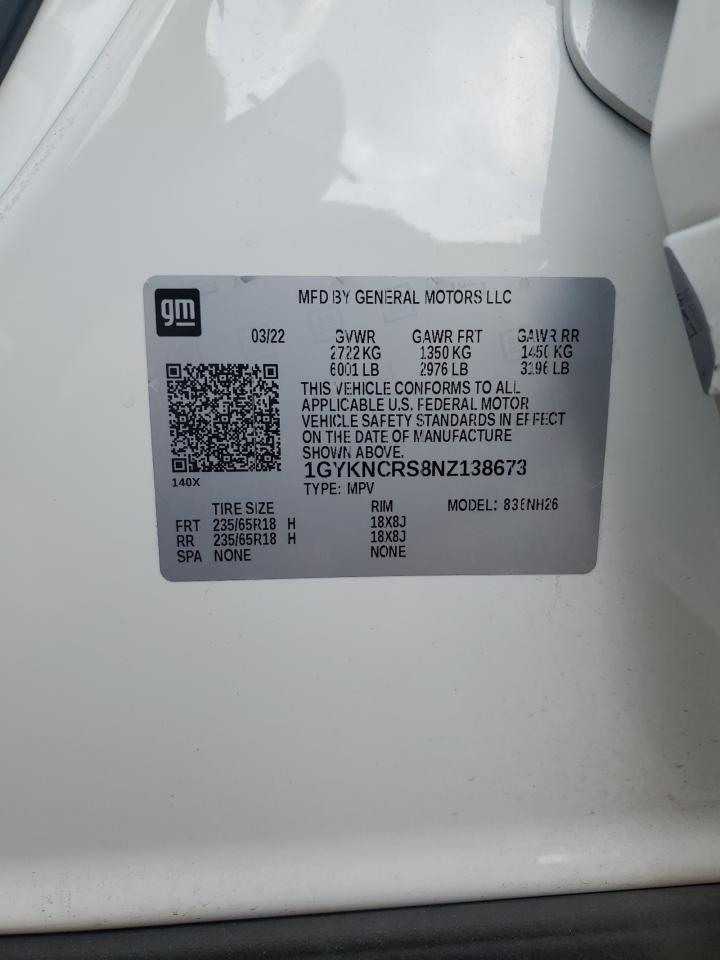 gm
MFD BY GENERAL MOTORS LLC
03/22 GVWR GAWR FRT GAWR RR
2722 KG 1350 KG 1450 KG
6001 LB 2976 LB 3196 LB
THIS VEHICLE CONFORMS TO ALL
APPLICABLE U.S. FEDERAL MOTOR
VEHICLE SAFETY STANDARDS IN EFFECT
ON THE DATE OF MANUFACTURE
SHOWN ABOVE.
1GYKNCRS8NZ138673
140X
TYPE: MPV
TIRE SIZE RIM MODEL: 836NH26
FRT 235/65R18 H 18X8J
RR 235/65R18 H 18X8J
SPA NONE NONE